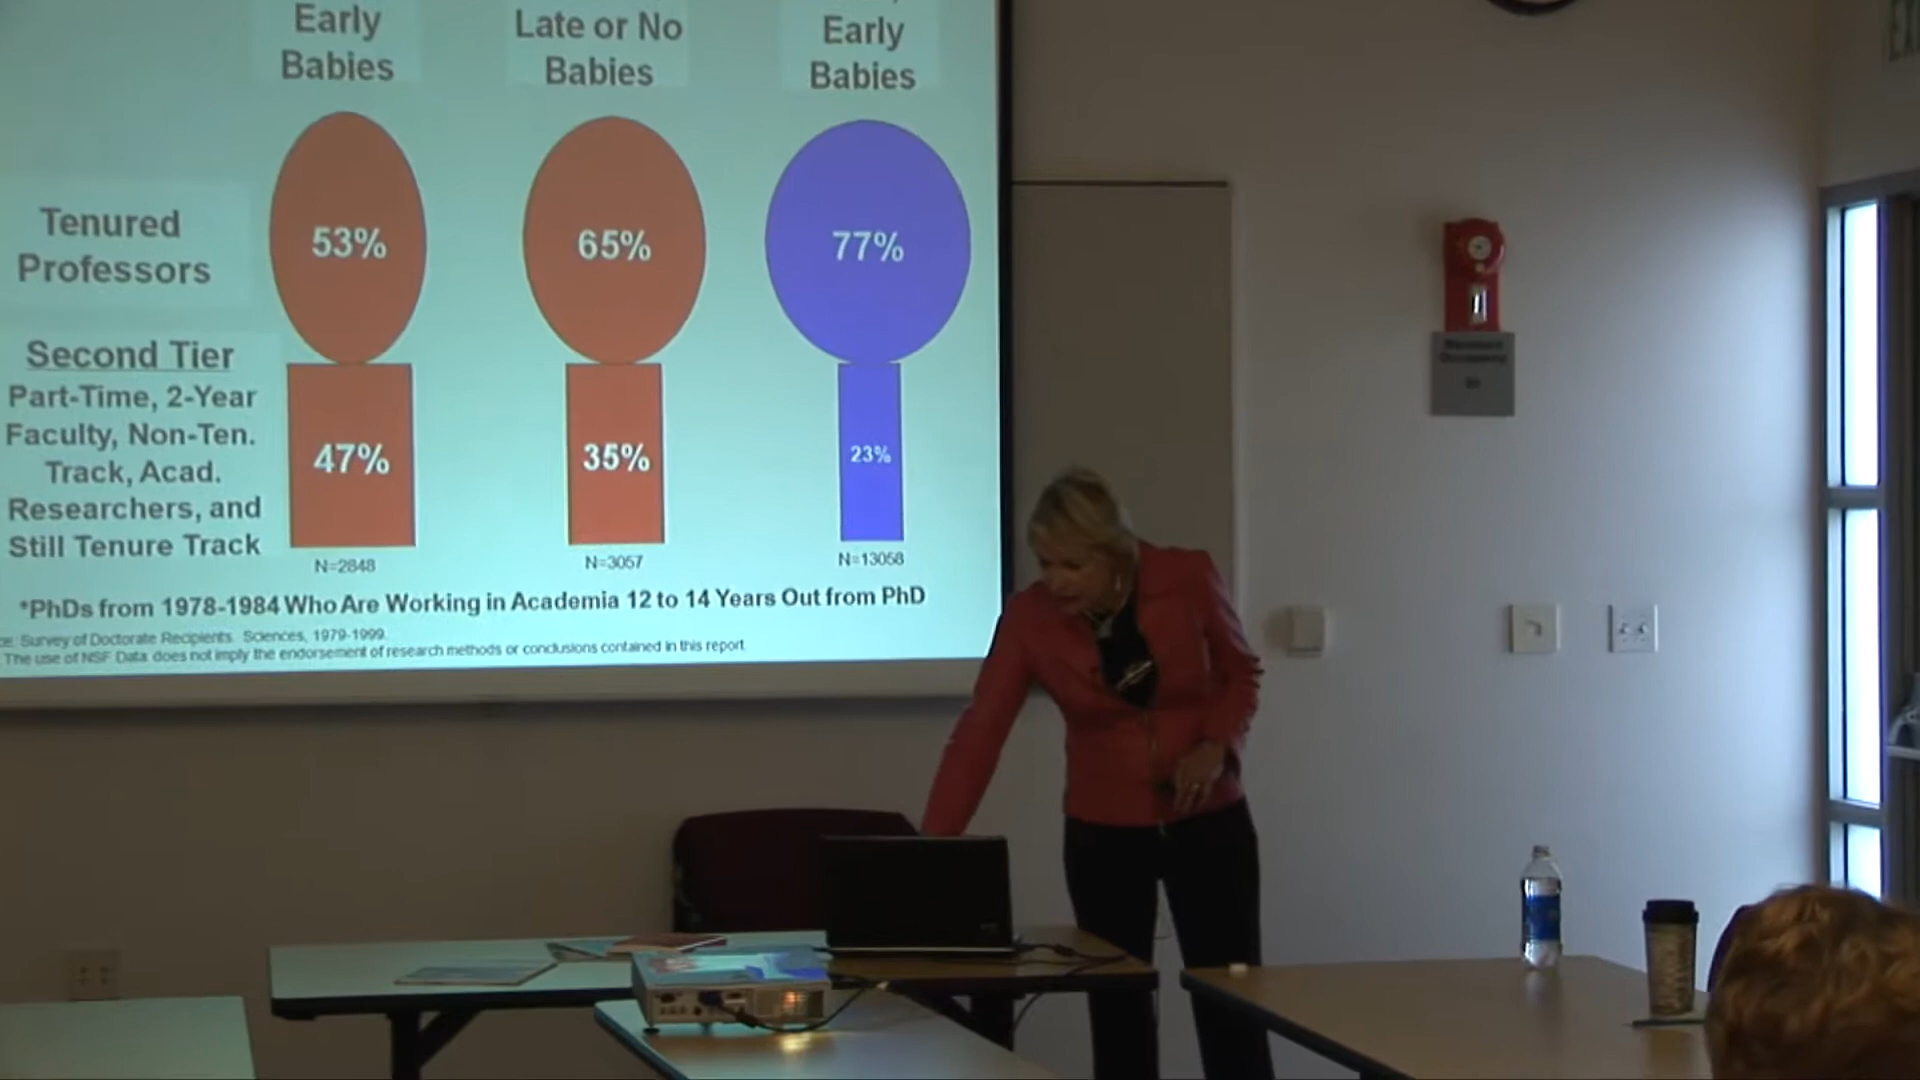 Early
Babies
Late or No
Babies
Early
Babies
Tenured
Professors
53%
65%
77%
Second Tier
Part-Time, 2-Year
Faculty, Non-Ten.
Track, Acad.
Researchers, and
Still Tenure Track
47%
35%
23%
N=2848
N=3057
N=13058
*PhDs from 1978-1984 Who Are Working in Academia 12 to 14 Years Out from PhD
Survey of Doctorate Recipients. Sciences, 1979-1999.
The use of NSF Data does not imply the endorsement of research methods or conclusions contained in this report.